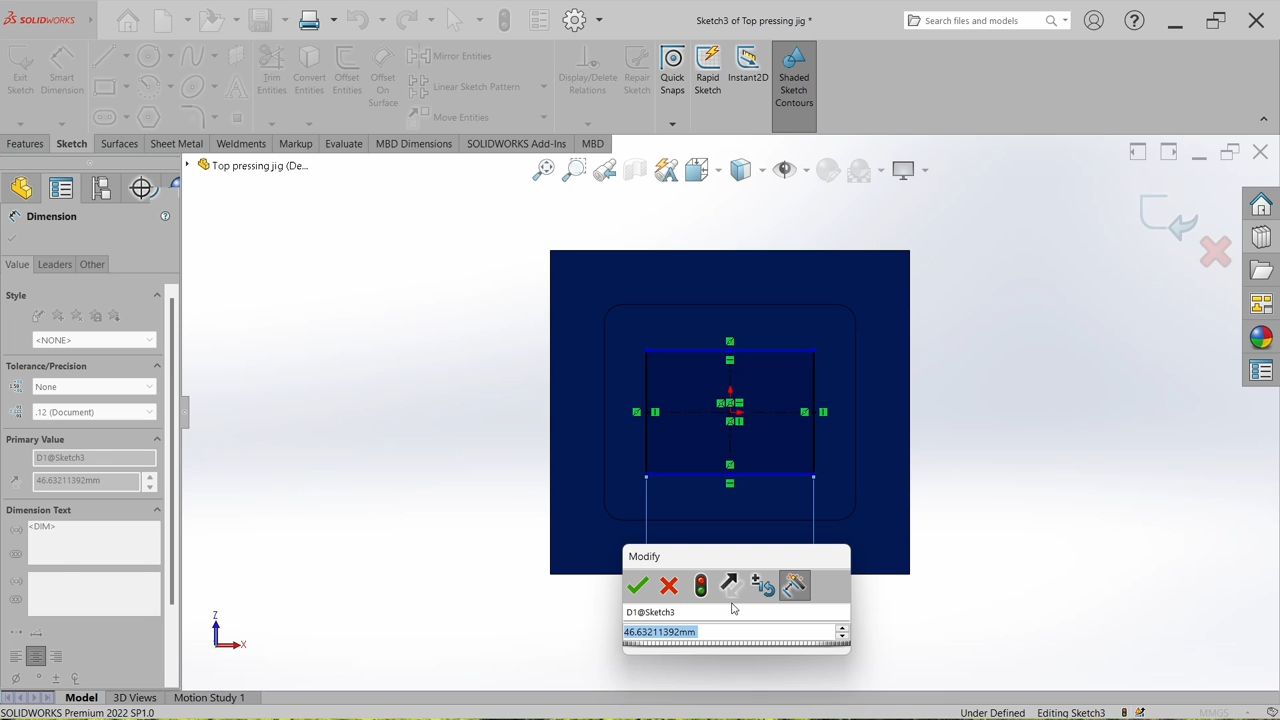 SOLIDWORKS
Sketch3 of Top pressing jig *
Search files and models
Exit Sketch
Smart Dimension
Trim Entities
Convert Entities
Offset Entities
Offset On Surface
Mirror Entities
Linear Sketch Pattern
Move Entities
Display/Delete Relations
Repair Sketch
Quick Snaps
Rapid Sketch
Instant2D
Shaded Sketch Contours
Features
Sketch
Surfaces
Sheet Metal
Weldments
Markup
Evaluate
MBD Dimensions
SOLIDWORKS Add-Ins
MBD
Top pressing jig (De...
Dimension
Value
Leaders
Other
Style
<NONE>
Tolerance/Precision
None
.12 (Document)
Primary Value
D1@Sketch3
46.63211392mm
Dimension Text
<DIM>
Modify
D1@Sketch3
46.63211392mm
Z
X
Model
3D Views
Motion Study 1
SOLIDWORKS Premium 2022 SP1.0
Under Defined
Editing Sketch3
MMGS